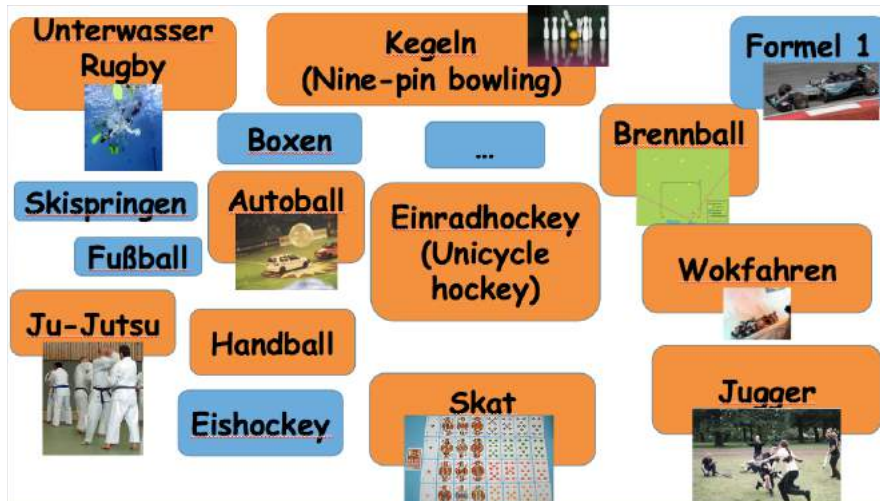 Unterwasser
Rugby
Kegeln
(Nine-pin bowling)
Formel 1
Boxen
...
Brennball
Skispringen
Autoball
Einradhockey
(Unicycle
hockey)
Fußball
Wokfahren
Ju-Jutsu
Handball
Skat
Jugger
Eishockey